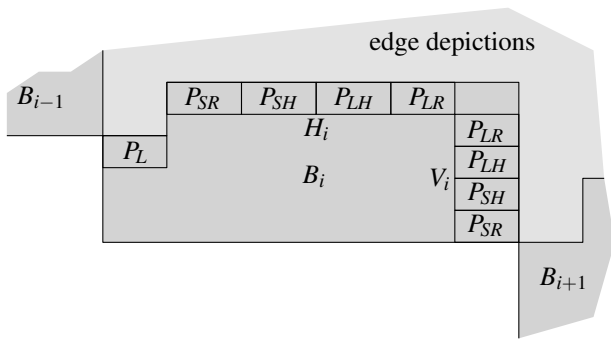 edge depictions
B_{i−1}
P_{SR} P_{SH} P_{LH} P_{LR}
H_i
P_{LR}
P_L
P_{LH}
B_i
V_i
P_{SH}
P_{SR}
B_{i+1}